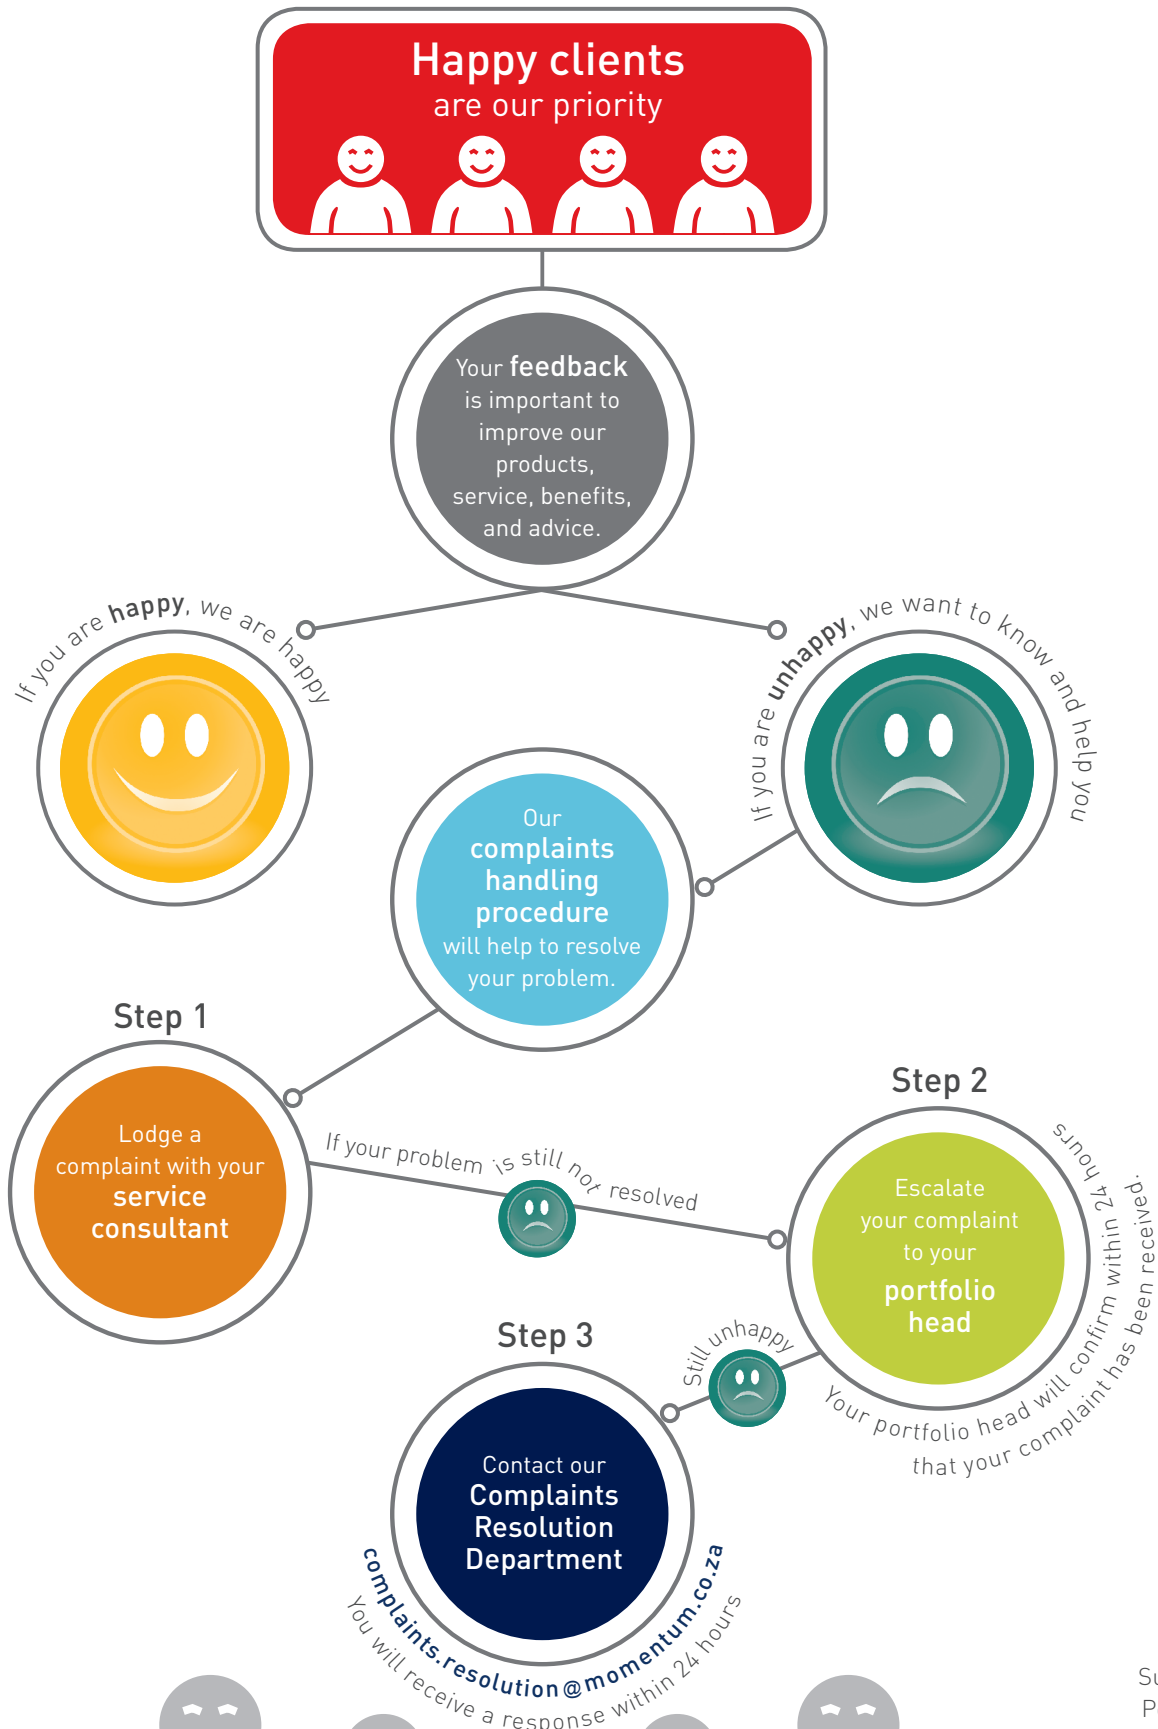 Happy clients
are our priority
Your feedback
is important to
improve our
products,
service, benefits,
and advice.
If you are happy, we are happy
If you are unhappy, we want to know and help you
Our
complaints
handling
procedure
will help to resolve
your problem.
Step 1
Lodge a
complaint with your
service
consultant
If your problem is still not resolved
Step 2
Escalate
your complaint
to your
portfolio
head
Your portfolio head will confirm within 24 hours
that your complaint has been received.
Still unhappy
Step 3
Contact our
Complaints
Resolution
Department
complaints.resolution@momentum.co.za
You will receive a response within 24 hours